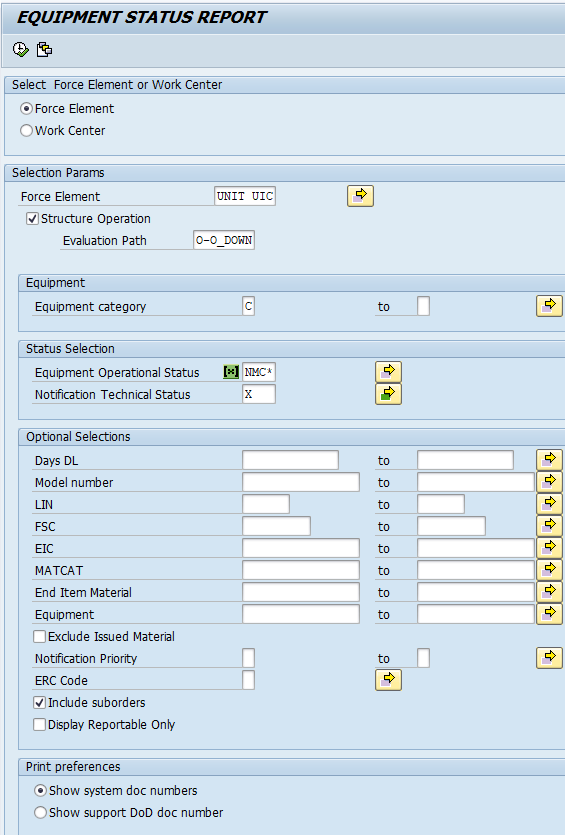 EQUIPMENT STATUS REPORT
Select Force Element or Work Center
Force Element
Work Center
Selection Params
Force Element UNIT UIC
Structure Operation
Evaluation Path O-O_DOWN
Equipment
Equipment category C to
Status Selection
Equipment Operational Status NMC*
Notification Technical Status X
Optional Selections
Days DL to
Model number to
LIN to
FSC to
EIC to
MATCAT to
End Item Material to
Equipment to
Exclude Issued Material
Notification Priority to
ERC Code
Include suborders
Display Reportable Only
Print preferences
Show system doc numbers
Show support DoD doc number